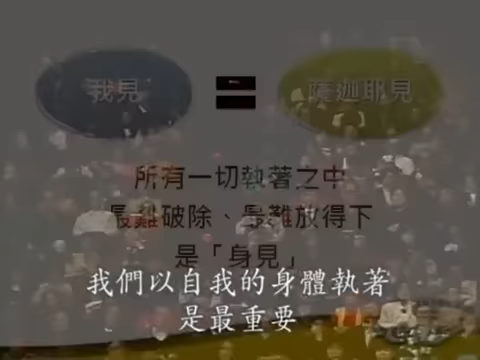 我見 = 薩迦耶見
所有一切執著之中
最難破除、最難放得下
是「身見」
我們以自我的身體執著
是最重要